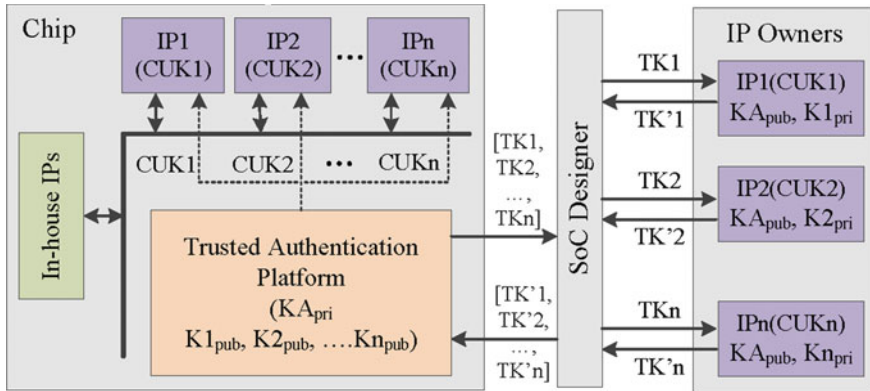 Chip
IP1
(CUK1)
IP2
(CUK2)
•••
IPn
(CUKn)
In-house IPs
CUK1
CUK2
•••
CUKn
Trusted Authentication
Platform
(KApri
K1pub, K2pub, ….Knpub)
[TK1,
TK2,
…,
TKn]
[TK’1,
TK’2,
…,
TK’n]
SoC Designer
TK1
TK’1
TK2
TK’2
TKn
TK’n
IP Owners
IP1(CUK1)
KApub, K1pri
IP2(CUK2)
KApub, K2pri
IPn(CUKn)
KApub, Knpri